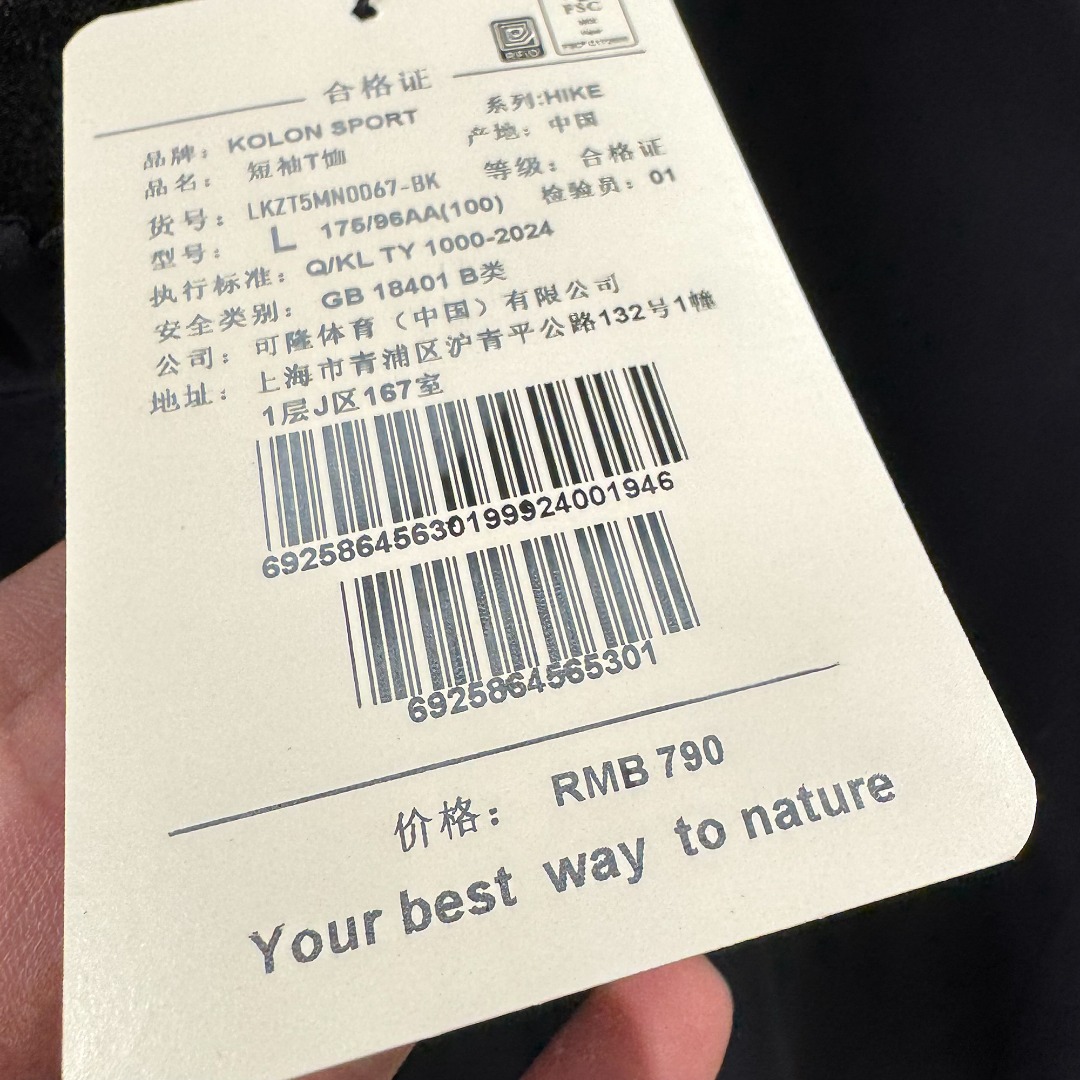 FSC
合格证
品牌： KOLON SPORT 系列:HIKE
品名： 短袖T恤 产地： 中国
货号： LKZT5MN0067-BK 等级： 合格证
型号： L 175/96AA(100) 检验员： 01
执行标准： Q/KL TY 1000-2024
安全类别： GB 18401 B类
公司： 可隆体育（中国）有限公司
地址： 上海市青浦区沪青平公路132号1幢
1层J区167室
69258645630199924001946
6925864565301
价格： RMB 790
Your best way to nature